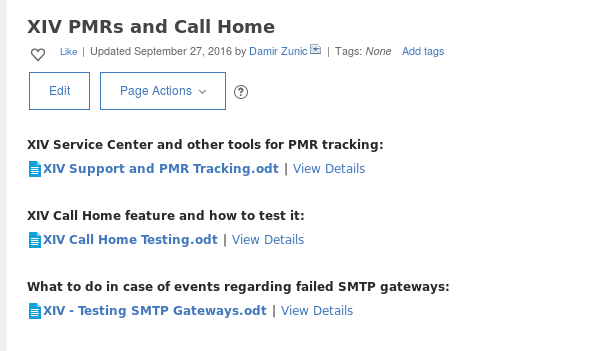 XIV PMRs and Call Home
Like | Updated September 27, 2016 by Damir Zunic | Tags: None Add tags
Edit Page Actions ?
XIV Service Center and other tools for PMR tracking:
XIV Support and PMR Tracking.odt | View Details
XIV Call Home feature and how to test it:
XIV Call Home Testing.odt | View Details
What to do in case of events regarding failed SMTP gateways:
XIV - Testing SMTP Gateways.odt | View Details